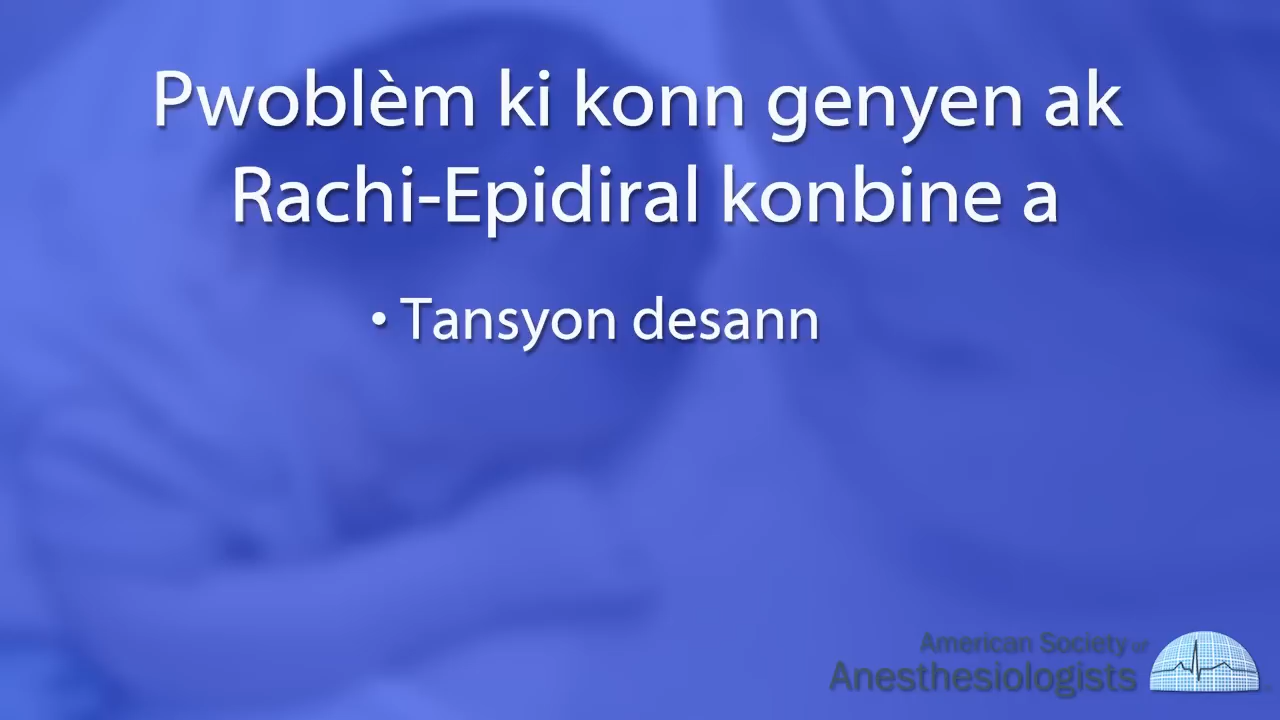 Pwoblèm ki konn genyen ak
Rachi-Epidiral konbine a
• Tansyon desann
American Society of
Anesthesiologists